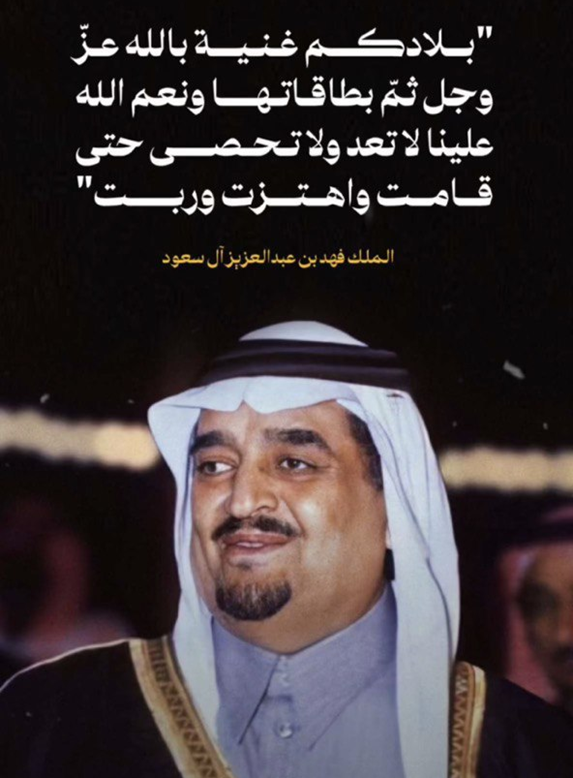 "بلادكم غنية بالله عزّ
وجل ثمّ بطاقاتها ونعم الله
علينا لا تعد ولا تحصى حتى
قامت واهتزت وربت"
الملك فهد بن عبدالعزيز آل سعود